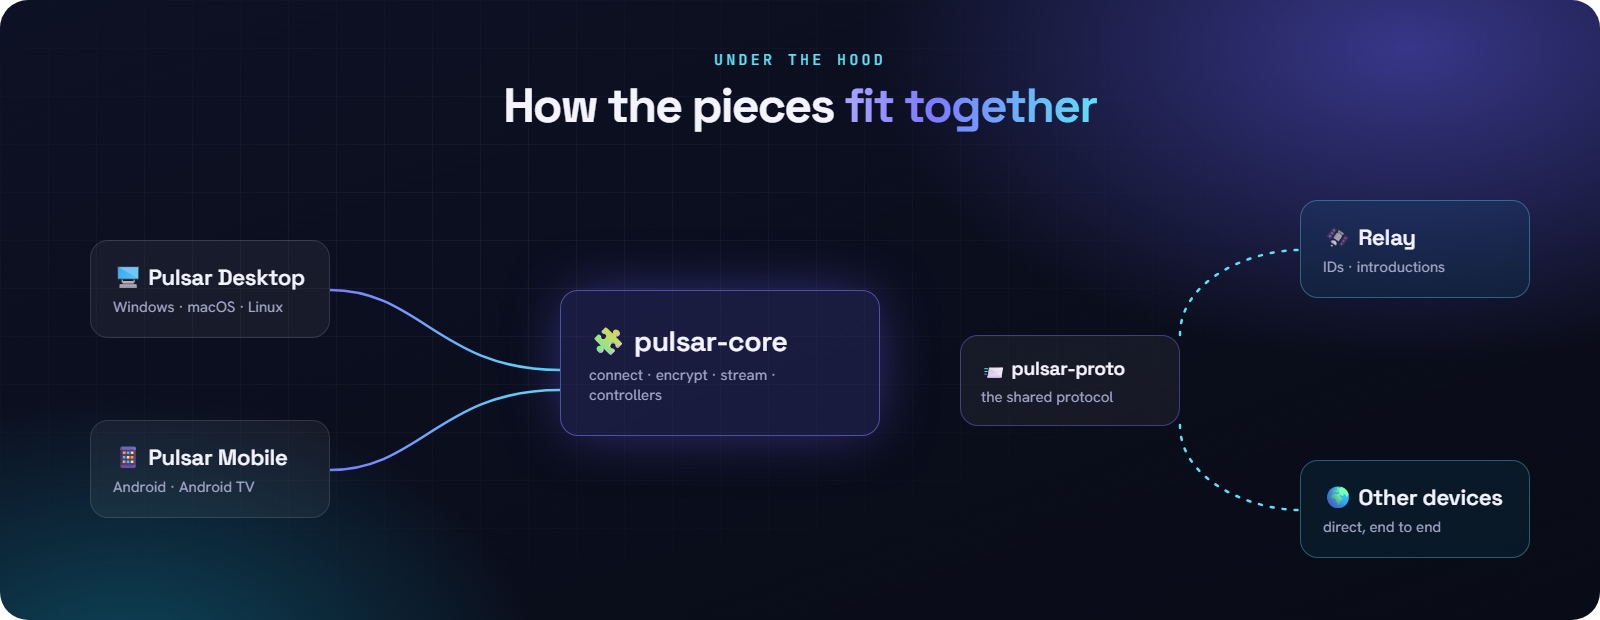 UNDER THE HOOD
How the pieces fit together
Pulsar Desktop
Windows · macOS · Linux
Pulsar Mobile
Android · Android TV
pulsar-core
connect · encrypt · stream ·
controllers
pulsar-proto
the shared protocol
Relay
IDs · introductions
Other devices
direct, end to end